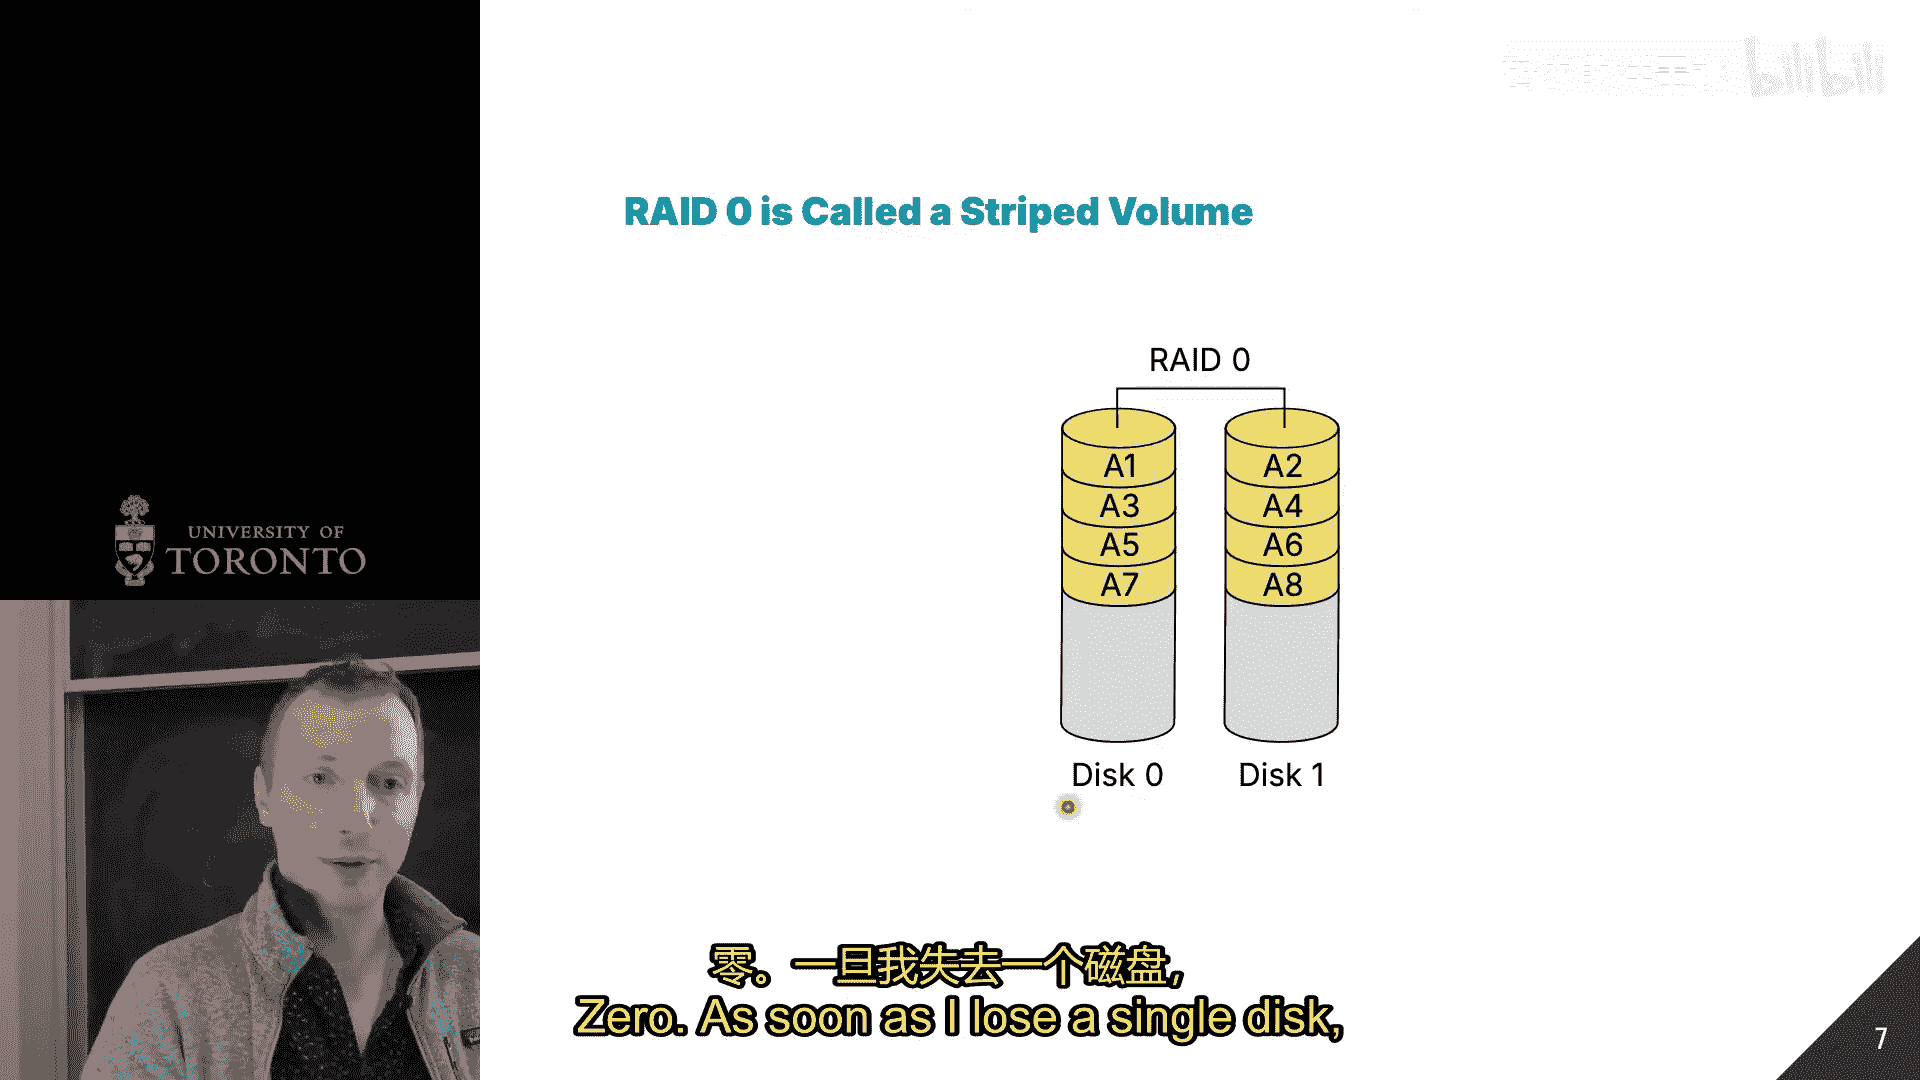 bilibili
RAID 0 is Called a Striped Volume
RAID 0
A1 A2
A3 A4
A5 A6
A7 A8
Disk 0 Disk 1
UNIVERSITY OF
TORONTO
零。一旦我失去一个磁盘,
Zero. As soon as I lose a single disk,
7